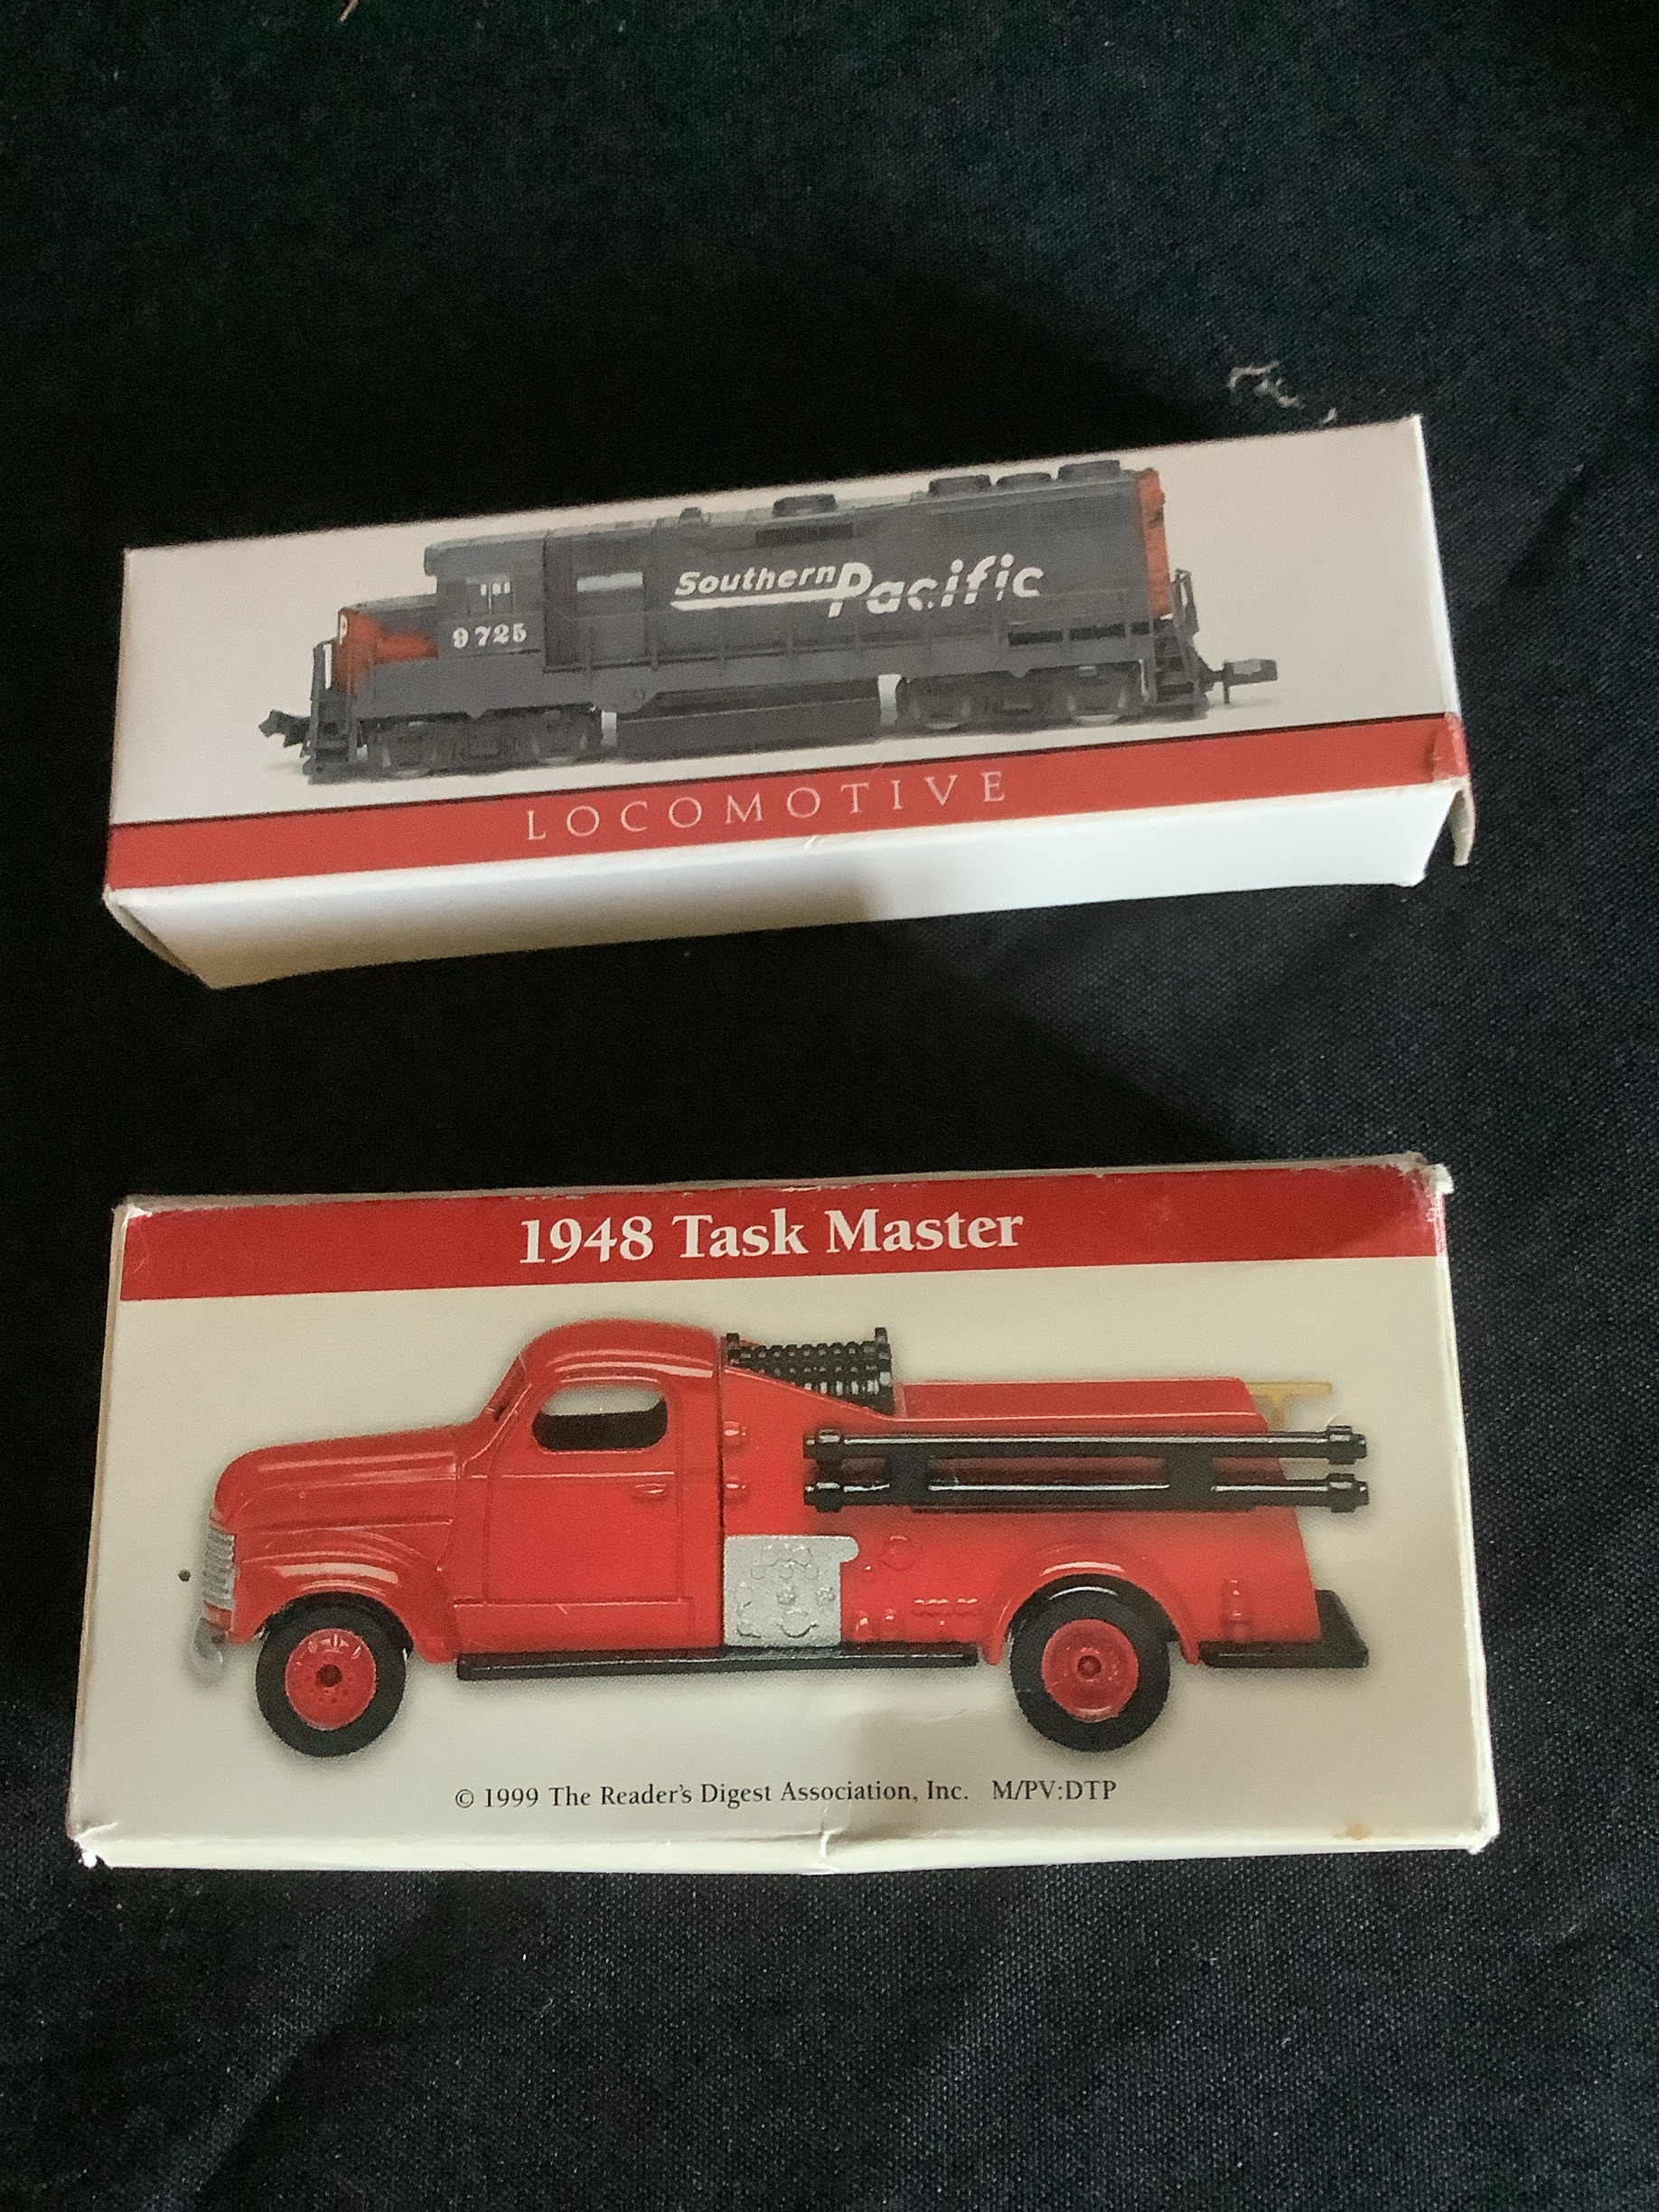 Southern Pacific
9725
LOCOMOTIVE
1948 Task Master
© 1999 The Reader's Digest Association, Inc. M/PV:DTP